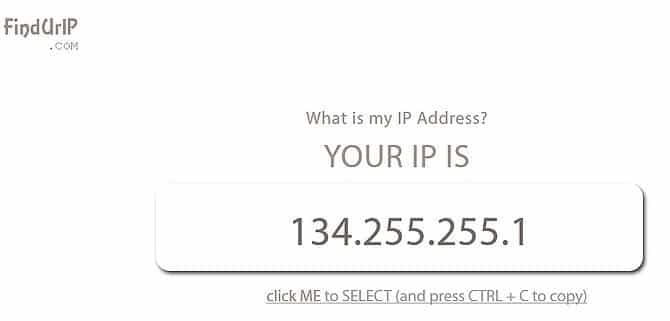 FindUrIP
.COM
What is my IP Address?
YOUR IP IS
134.255.255.1
click ME to SELECT (and press CTRL + C to copy)